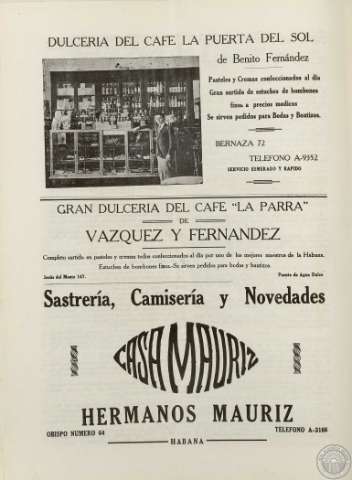 DULCERIA DEL CAFE LA PUERTA DEL SOL
de Benito Fernández
Pasteles y Cremas confeccionados al día
Gran surtido de estuches de bombones
finos a precios modicos
Se sirven pedidos para Bodas y Bautizos.
BERNAZA 72
TELEFONO A-9352
SERVICIO ESMERADO Y RAPIDO
GRAN DULCERIA DEL CAFE "LA PARRA"
DE
VAZQUEZ Y FERNANDEZ
Completo surtido en pasteles y cremas todos confeccionados al día por uno de los mejores maestros de la Habana.
Estuches de bombones finos.-Se sirven pedidos para bodas y bautizos.
Jesús del Monte 147.
Puente de Agua Dulce
Sastrería, Camisería y Novedades
CASA MAURIZ
HERMANOS MAURIZ
OBISPO NUMERO 64
TELEFONO A-3188
HABANA